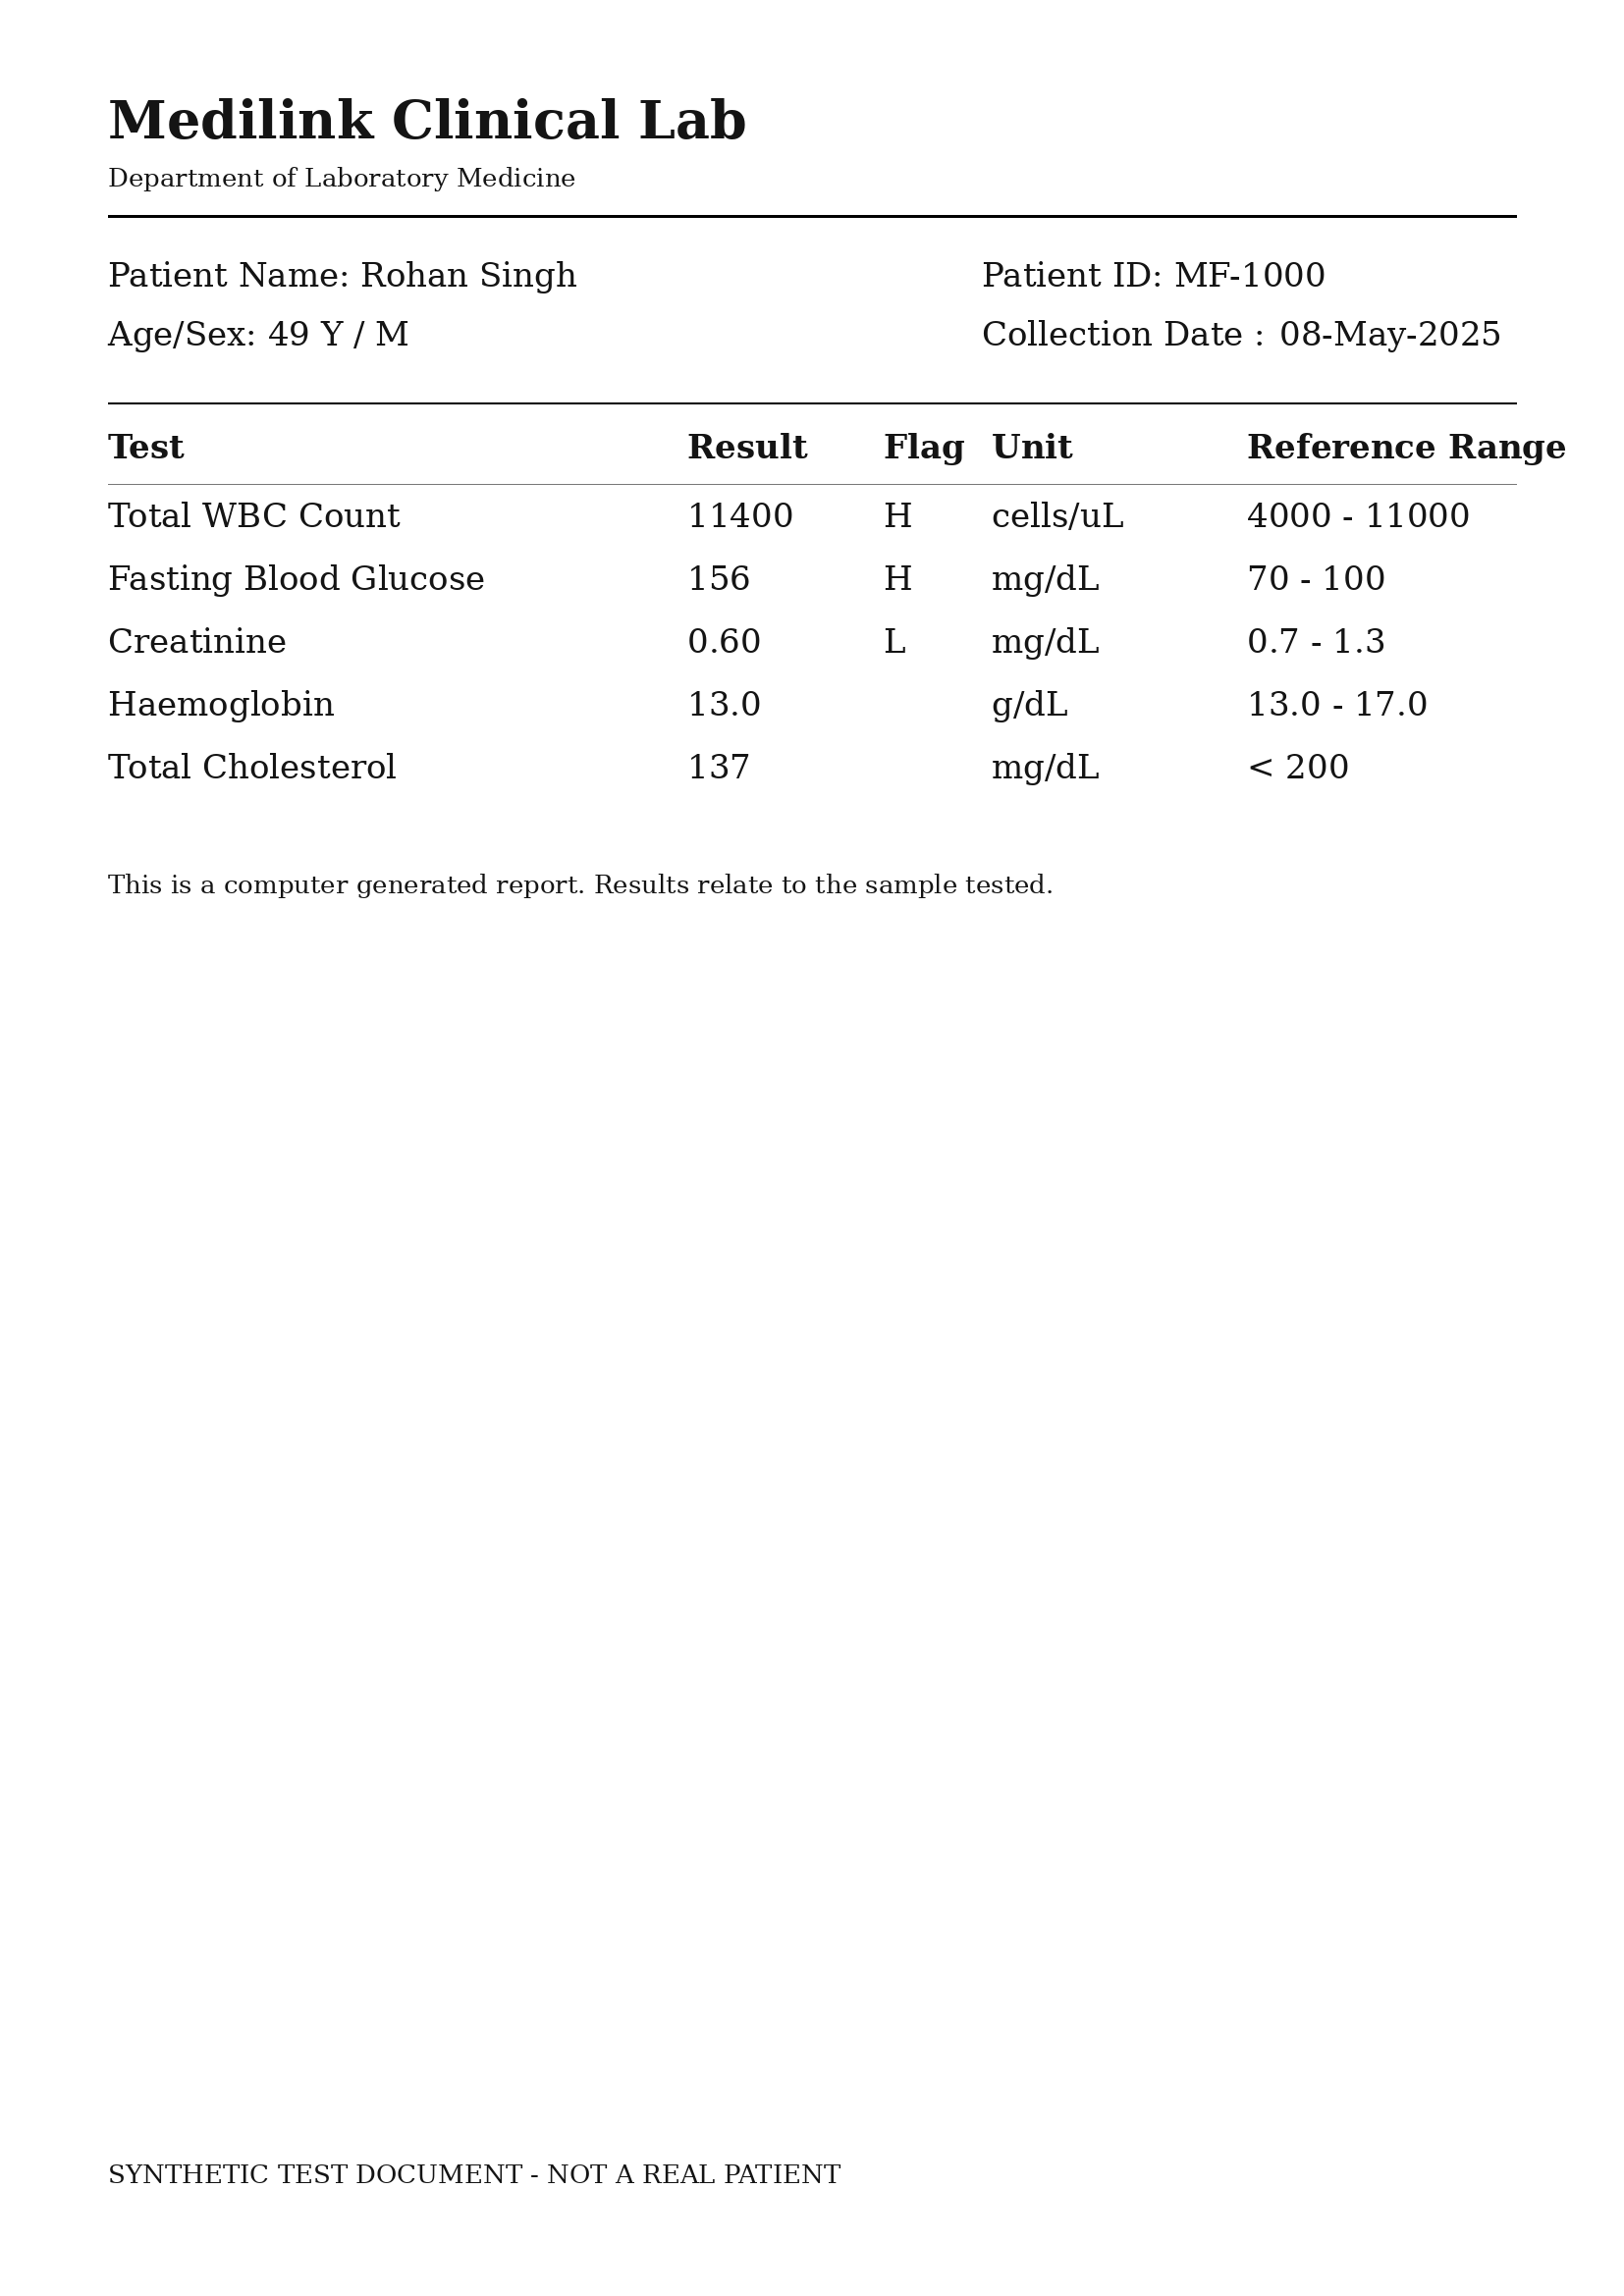 Medilink Clinical Lab
Department of Laboratory Medicine
Patient Name: Rohan Singh Patient ID: MF-1000
Age/Sex: 49 Y / M Collection Date : 08-May-2025
Test Result Flag Unit Reference Range
Total WBC Count 11400 H cells/uL 4000 - 11000
Fasting Blood Glucose 156 H mg/dL 70 - 100
Creatinine 0.60 L mg/dL 0.7 - 1.3
Haemoglobin 13.0 g/dL 13.0 - 17.0
Total Cholesterol 137 mg/dL < 200
This is a computer generated report. Results relate to the sample tested.
SYNTHETIC TEST DOCUMENT - NOT A REAL PATIENT